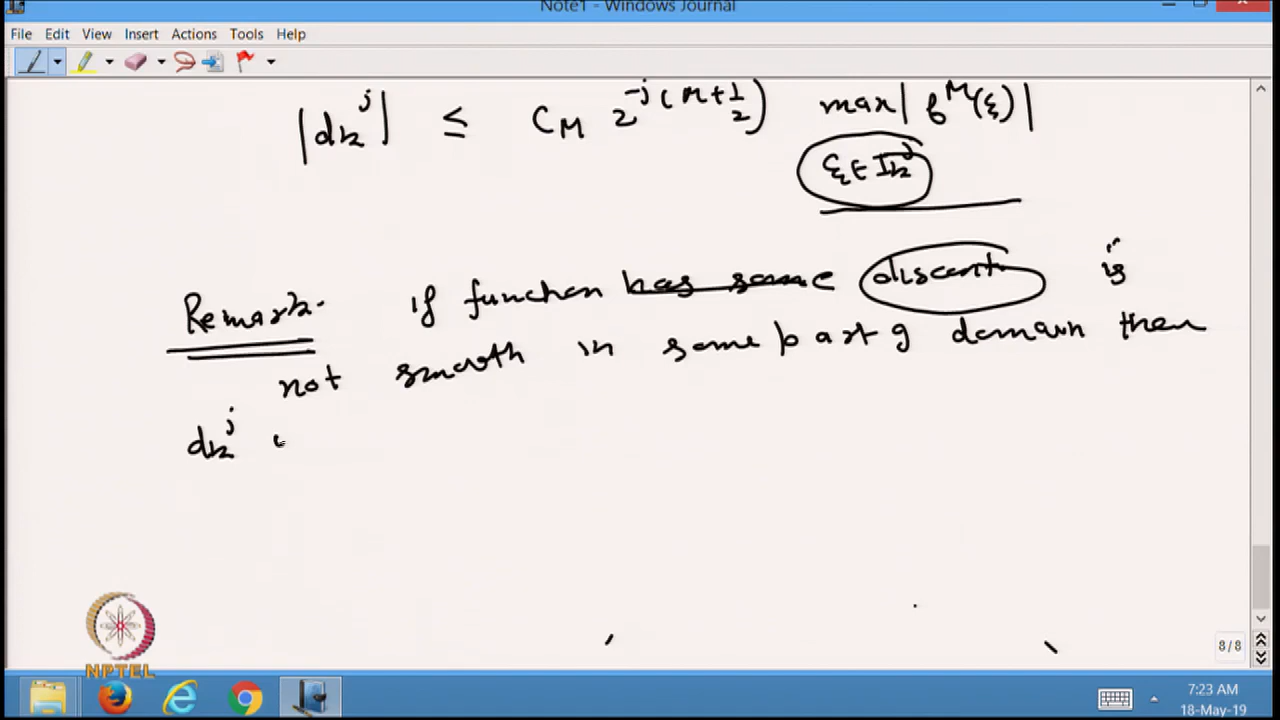 Note1 - Windows Journal
File Edit View Insert Actions Tools Help
|d_k^j| ≤ C_M 2^{-j(M+1/2)} max |f^M(ξ)|
ξ ∈ I_k^j
Remark. if function has some discont is
not smooth in some part of domain then
d_k^j
8/8
NPTEL
7:23 AM
18-May-19